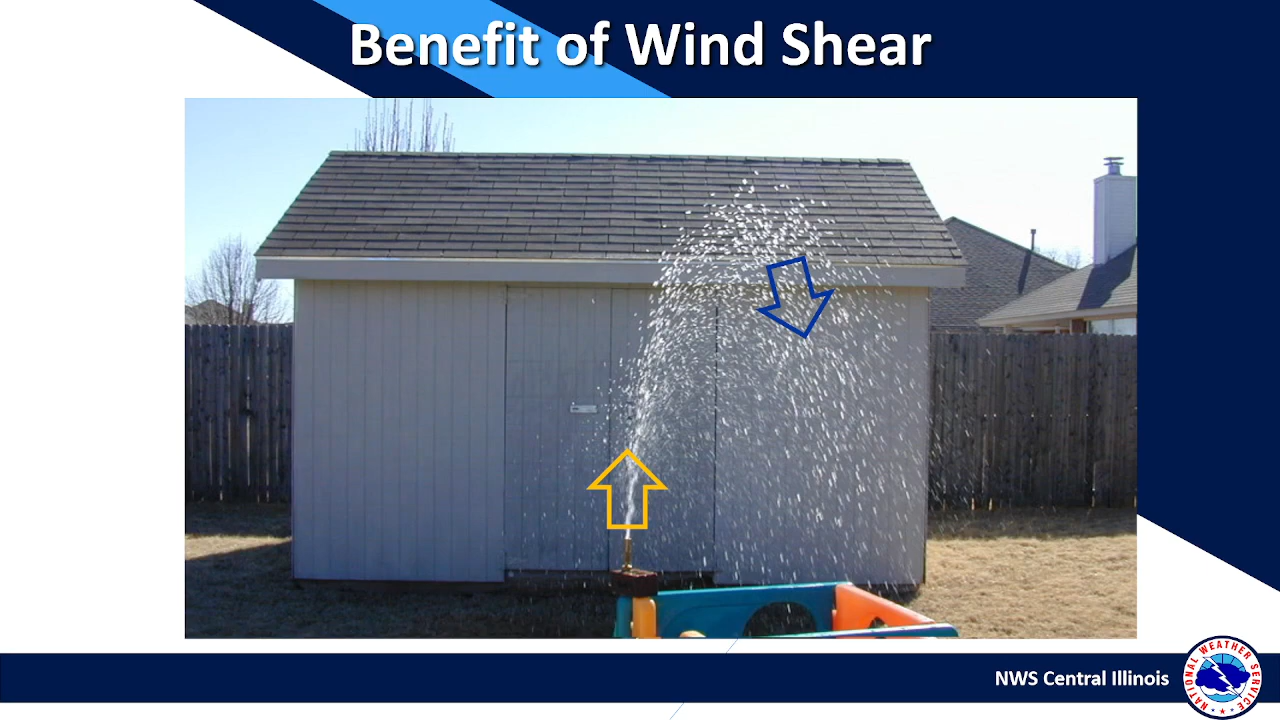 Benefit of Wind Shear
NWS Central Illinois
NATIONAL WEATHER SERVICE